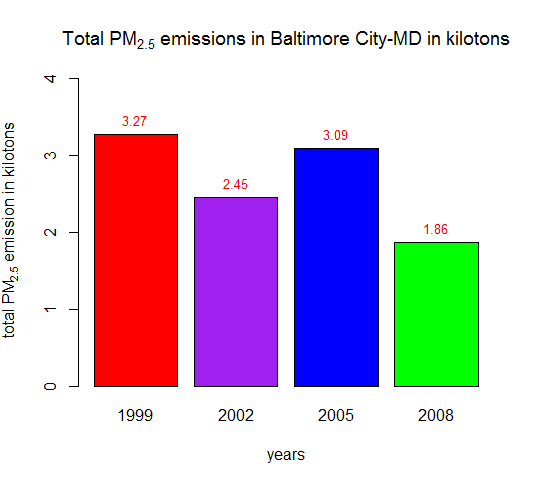 Total PM2.5 emissions in Baltimore City-MD in kilotons
total PM2.5 emission in kilotons
4
3
2
1
0
3.27
2.45
3.09
1.86
1999 2002 2005 2008
years